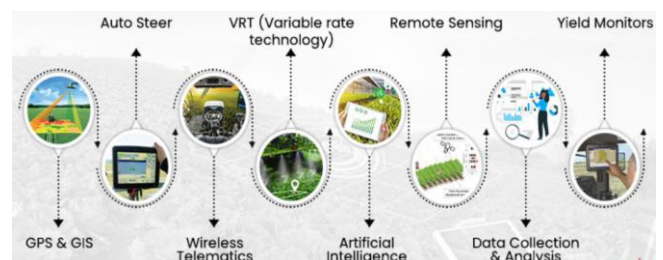 Auto Steer
VRT (Variable rate
technology)
Remote Sensing
Yield Monitors
GPS & GIS
Wireless
Telematics
Artificial
Intelligence
Data Collection
& Analysis